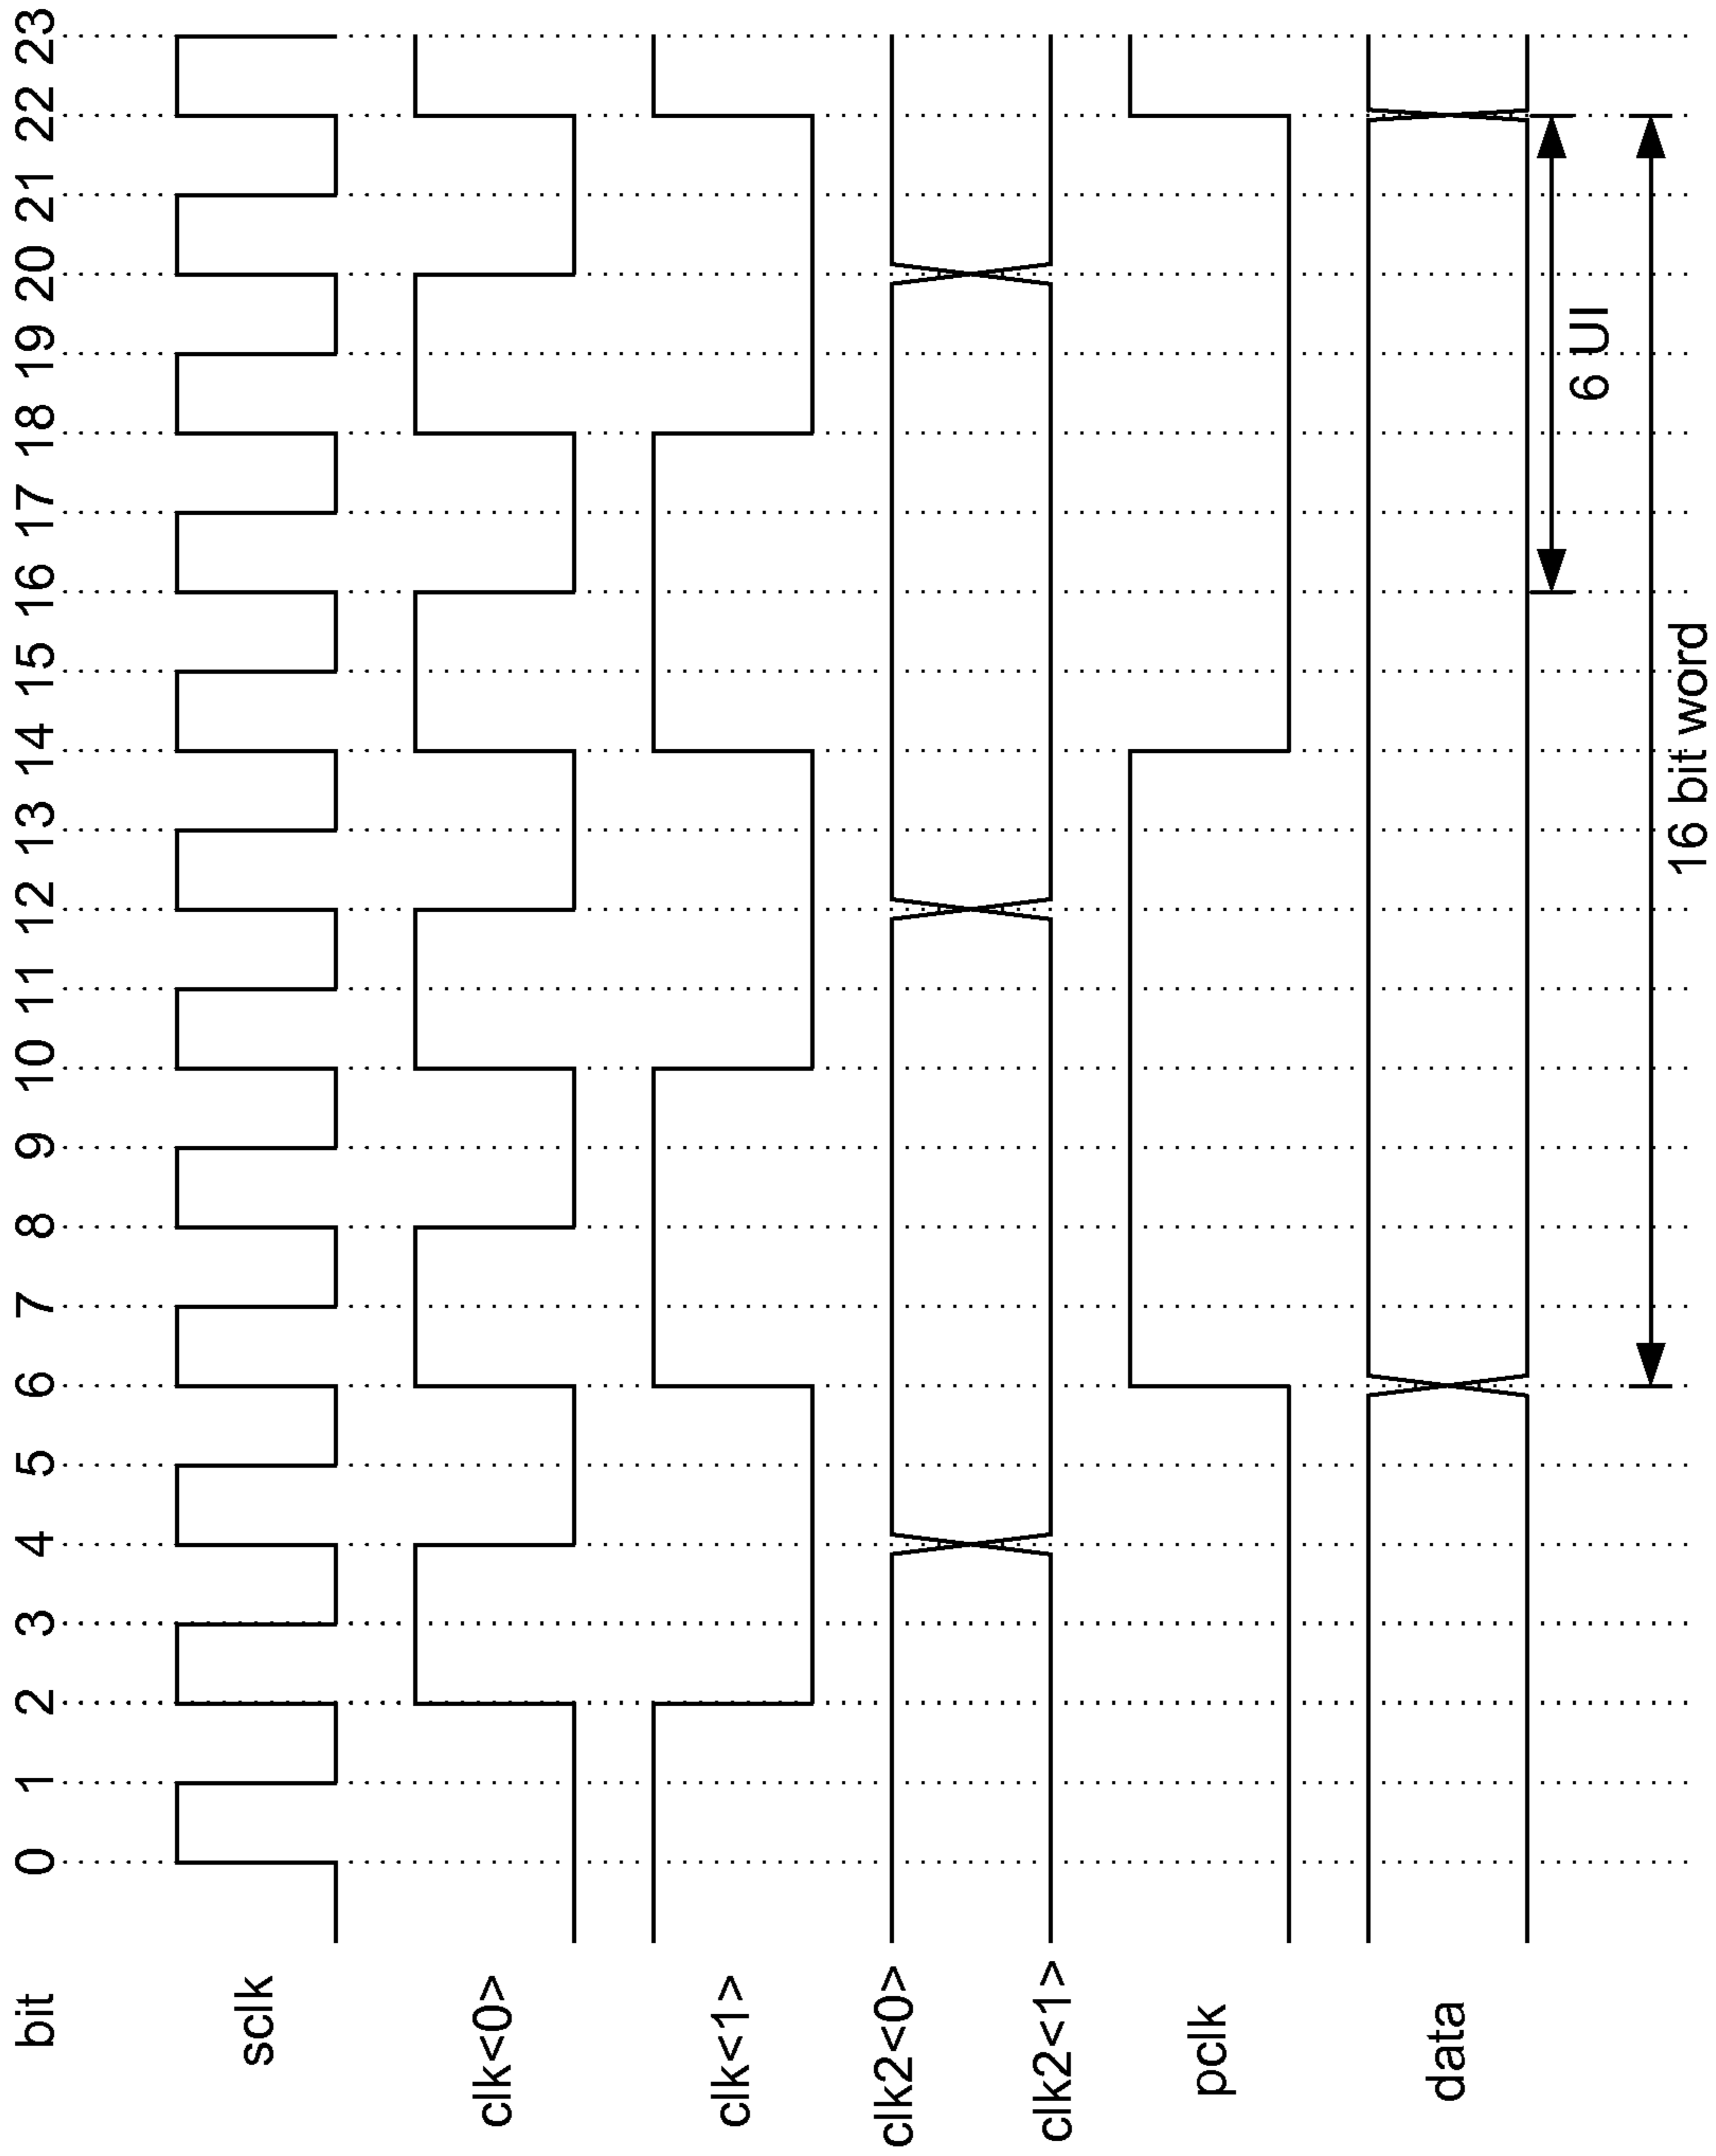 bit 0 1 2 3 4 5 6 7 8 9 10 11 12 13 14 15 16 17 18 19 20 21 22 23
sclk
clk<0>
clk<1>
clk2<0>
clk2<1>
pclk
data
6 UI
16 bit word